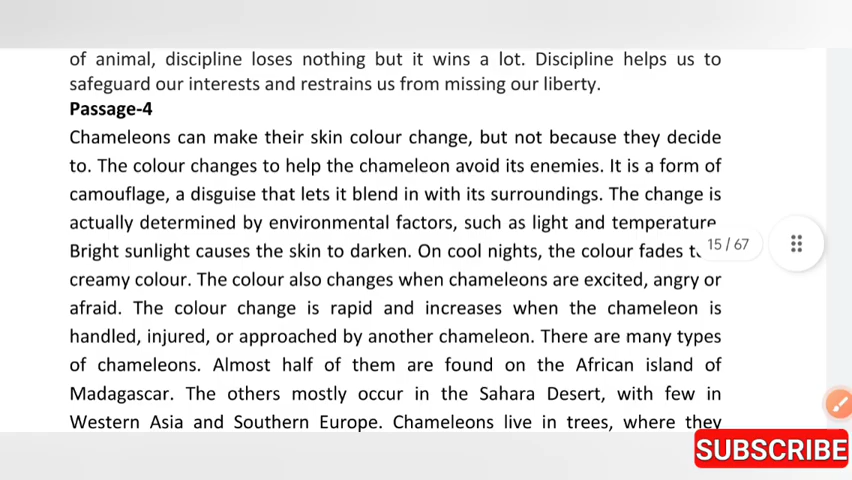 of animal, discipline loses nothing but it wins a lot. Discipline helps us to
safeguard our interests and restrains us from missing our liberty.
Passage-4
Chameleons can make their skin colour change, but not because they decide
to. The colour changes to help the chameleon avoid its enemies. It is a form of
camouflage, a disguise that lets it blend in with its surroundings. The change is
actually determined by environmental factors, such as light and temperature.
Bright sunlight causes the skin to darken. On cool nights, the colour fades
15 / 67
creamy colour. The colour also changes when chameleons are excited, angry or
afraid. The colour change is rapid and increases when the chameleon is
handled, injured, or approached by another chameleon. There are many types
of chameleons. Almost half of them are found on the African island of
Madagascar. The others mostly occur in the Sahara Desert, with few in
Western Asia and Southern Europe. Chameleons live in trees, where they
SUBSCRIBE